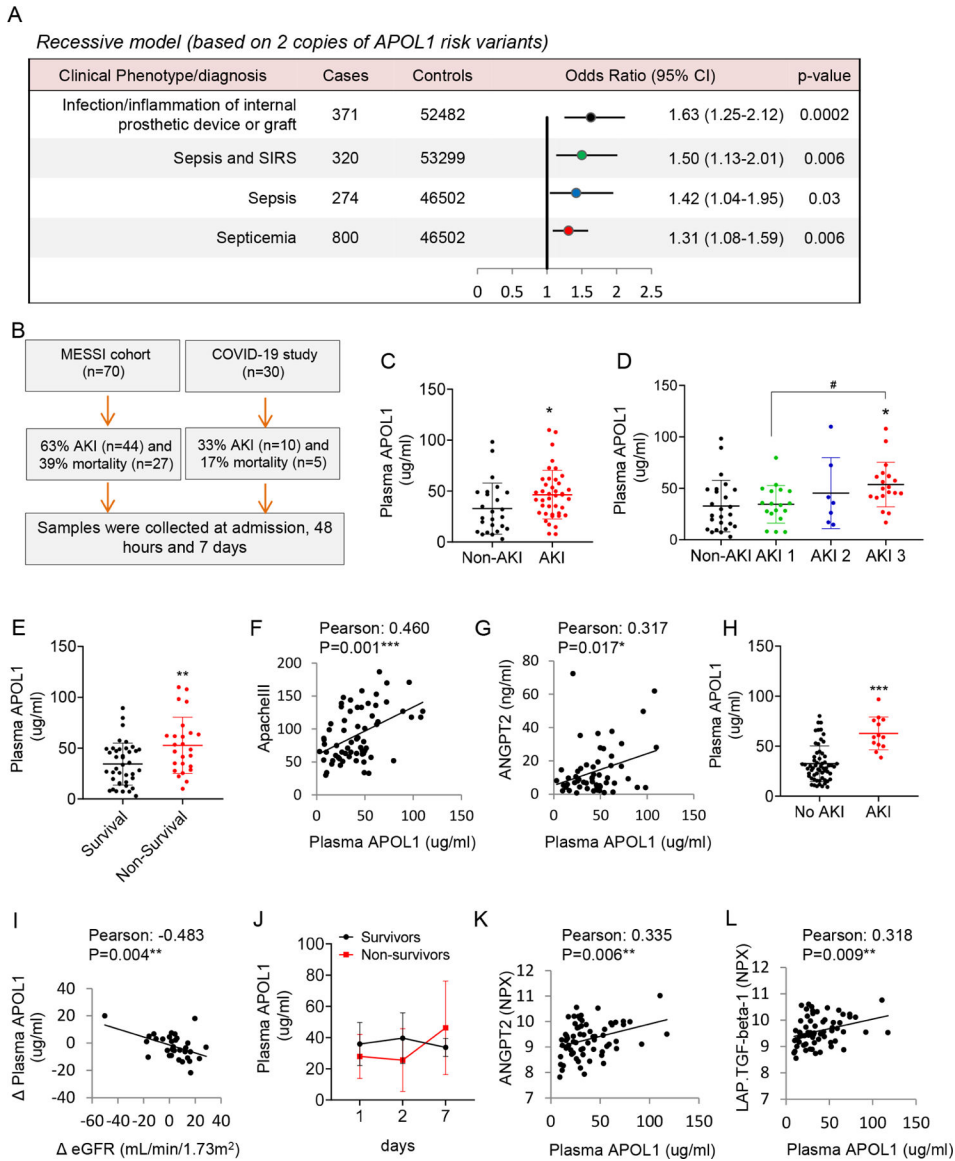 A
Recessive model (based on 2 copies of APOL1 risk variants)
Clinical Phenotype/diagnosis Cases Controls Odds Ratio (95% CI) p-value
Infection/inflammation of internal
prosthetic device or graft 371 52482 1.63 (1.25-2.12) 0.0002
Sepsis and SIRS 320 53299 1.50 (1.13-2.01) 0.006
Sepsis 274 46502 1.42 (1.04-1.95) 0.03
Septicemia 800 46502 1.31 (1.08-1.59) 0.006
0 0.5 1 1.5 2 2.5
B
MESSI cohort
(n=70)
COVID-19 study
(n=30)
63% AKI (n=44) and
39% mortality (n=27)
33% AKI (n=10) and
17% mortality (n=5)
Samples were collected at admission, 48
hours and 7 days
C
Plasma APOL1
(ug/ml)
150
100
50
0
*
Non-AKI AKI
D
Plasma APOL1
(ug/ml)
150
100
50
0
#
*
Non-AKI AKI 1 AKI 2 AKI 3
E
Plasma APOL1
(ug/ml)
150
100
50
0
**
Survival
Non-Survival
F
Pearson: 0.460
P=0.001***
ApacheIII
200
150
100
50
0
0 50 100 150
Plasma APOL1 (ug/ml)
G
Pearson: 0.317
P=0.017*
ANGPT2 (ng/ml)
80
60
40
20
0
0 50 100 150
Plasma APOL1 (ug/ml)
H
Plasma APOL1
(ug/ml)
150
100
50
0
***
No AKI AKI
I
Pearson: -0.483
P=0.004**
Δ Plasma APOL1
(ug/ml)
40
20
0
-20
-40
-60 -40 -20 0 20 40
Δ eGFR (mL/min/1.73m²)
J
Survivors
Non-survivors
Plasma APOL1
(ug/ml)
100
80
60
40
20
0
1 2 7
days
K
Pearson: 0.335
P=0.006**
ANGPT2 (NPX)
12
11
10
9
8
7
0 50 100 150
Plasma APOL1 (ug/ml)
L
Pearson: 0.318
P=0.009**
LAP.TGF-beta-1 (NPX)
12
11
10
9
8
7
6
0 50 100 150
Plasma APOL1 (ug/ml)